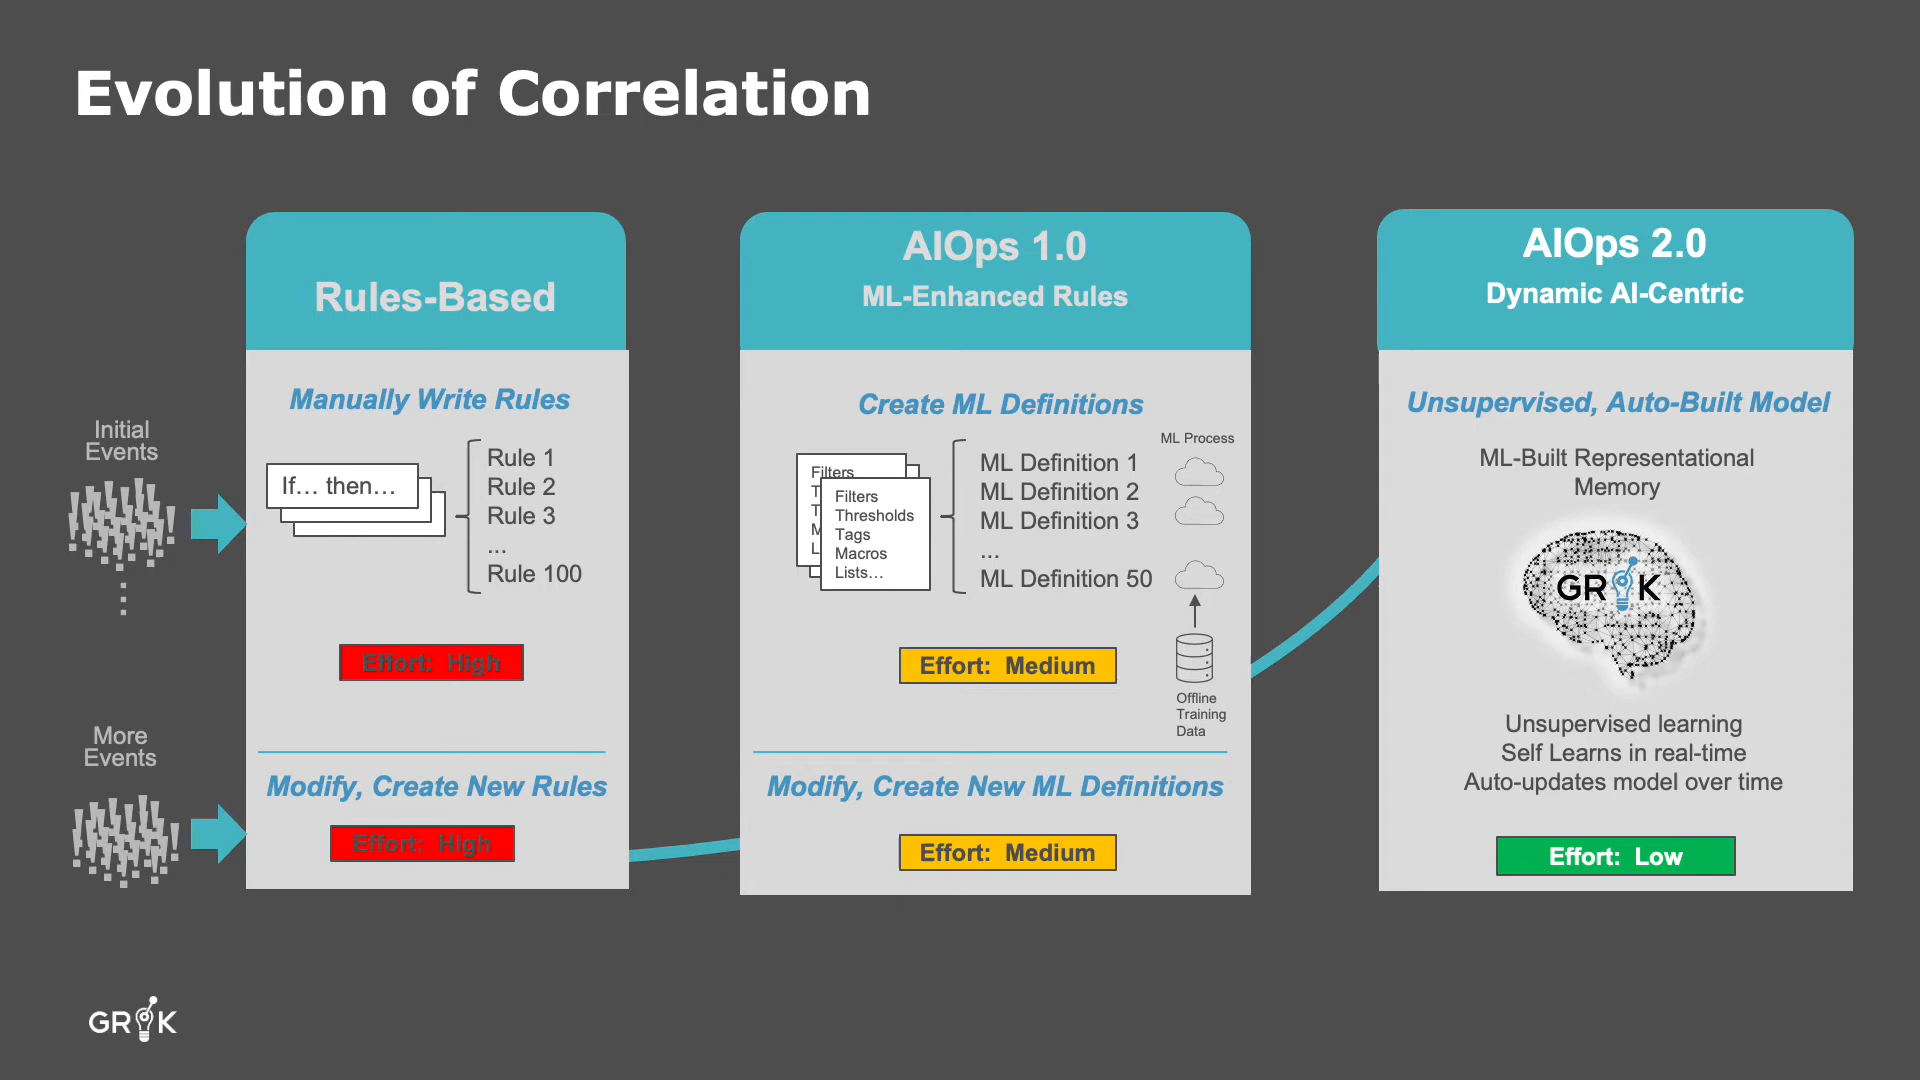 Evolution of Correlation
Initial
Events
More
Events
Rules-Based
Manually Write Rules
If... then...
Rule 1
Rule 2
Rule 3
...
Rule 100
Effort: High
Modify, Create New Rules
Effort: High
AIOps 1.0
ML-Enhanced Rules
Create ML Definitions
Filters
Filters
Thresholds
Tags
Macros
Lists...
ML Definition 1
ML Definition 2
ML Definition 3
...
ML Definition 50
ML Process
Offline
Training
Data
Effort: Medium
Modify, Create New ML Definitions
Effort: Medium
AIOps 2.0
Dynamic AI-Centric
Unsupervised, Auto-Built Model
ML-Built Representational
Memory
GROK
Unsupervised learning
Self Learns in real-time
Auto-updates model over time
Effort: Low
GROK